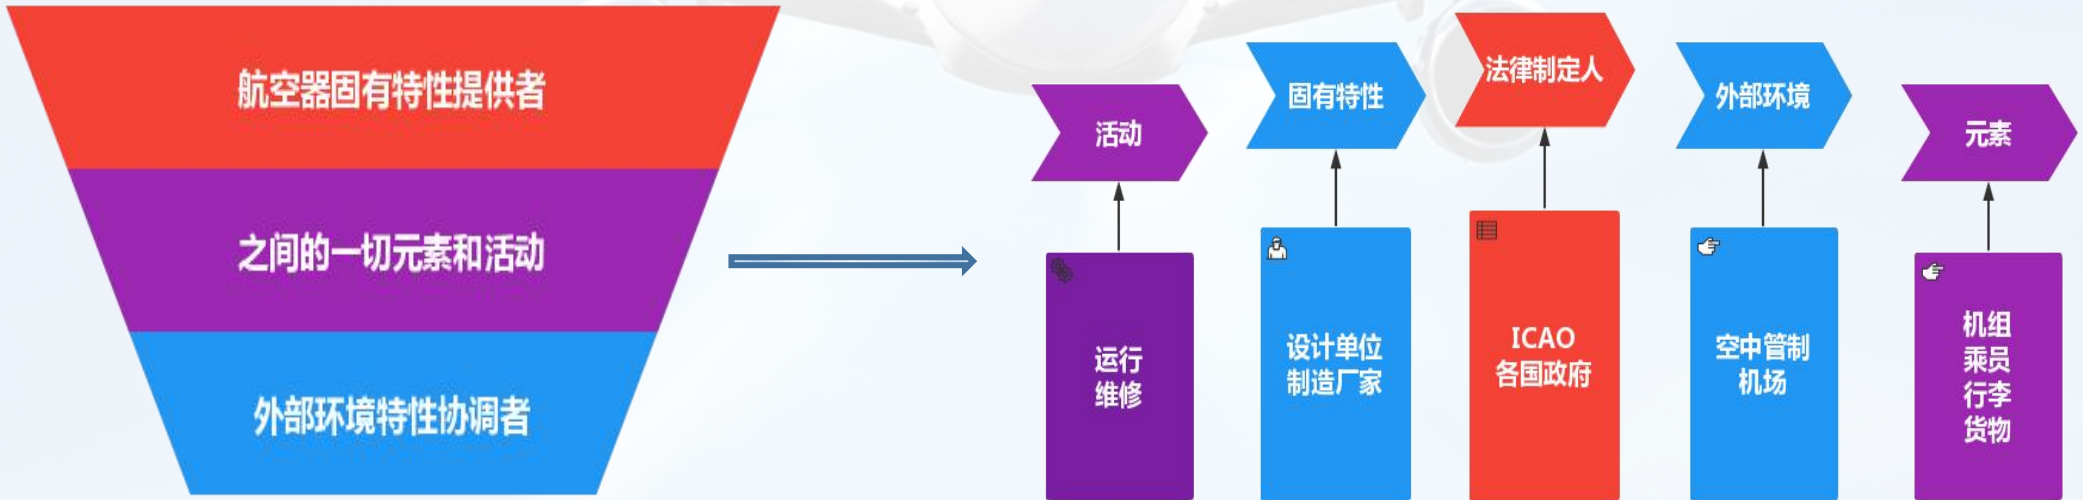 航空器固有特性提供者
之间的一切元素和活动
外部环境特性协调者
活动
固有特性
法律制定人
外部环境
元素
运行
维修
设计单位
制造厂家
ICAO
各国政府
空中管制
机场
机组
乘员
行李
货物